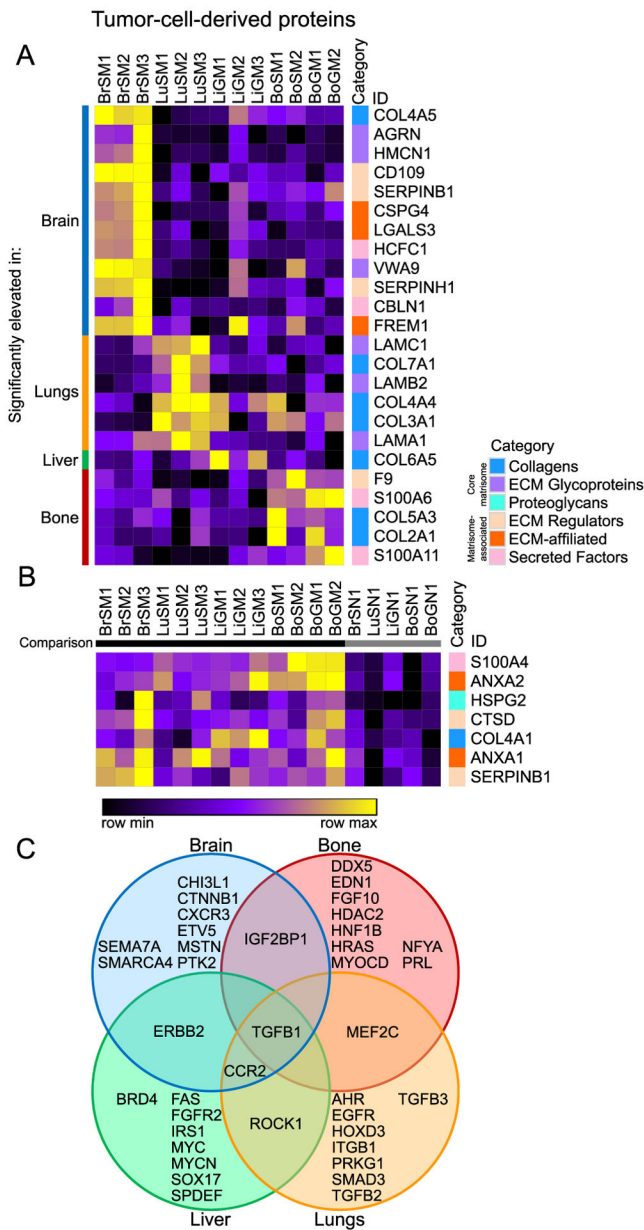 Tumor-cell-derived proteins
A
BrSM1 BrSM2 BrSM3 LuSM1 LuSM2 LuSM3 LiGM1 LiGM2 LiGM3 BoSM1 BoSM2 BoGM1 BoGM2 Category
ID
Significantly elevated in:
Brain
COL4A5
AGRN
HMCN1
CD109
SERPINB1
CSPG4
LGALS3
HCFC1
VWA9
SERPINH1
CBLN1
FREM1
Lungs
LAMC1
COL7A1
LAMB2
COL4A4
COL3A1
LAMA1
Liver
COL6A5
Bone
F9
S100A6
COL5A3
COL2A1
S100A11
Category
Core matrisome
Collagens
ECM Glycoproteins
Proteoglycans
Matrisome-associated
ECM Regulators
ECM-affiliated
Secreted Factors
B
BrSM1 BrSM2 BrSM3 LuSM1 LuSM2 LuSM3 LiGM1 LiGM2 LiGM3 BoSM1 BoSM2 BoGM1 BoGM2 BrSN1 LuSN1 LiGN1 BoSN1 BoGN1 Category
Comparison
ID
S100A4
ANXA2
HSPG2
CTSD
COL4A1
ANXA1
SERPINB1
row min row max
C
Brain Bone
CHI3L1
CTNNB1
CXCR3
ETV5
SEMA7A MSTN
SMARCA4 PTK2
IGF2BP1
DDX5
EDN1
FGF10
HDAC2
HNF1B
HRAS NFYA
MYOCD PRL
ERBB2 TGFB1 MEF2C
CCR2
BRD4 FAS
FGFR2
IRS1
MYC
MYCN
SOX17
SPDEF
ROCK1
AHR TGFB3
EGFR
HOXD3
ITGB1
PRKG1
SMAD3
TGFB2
Liver Lungs